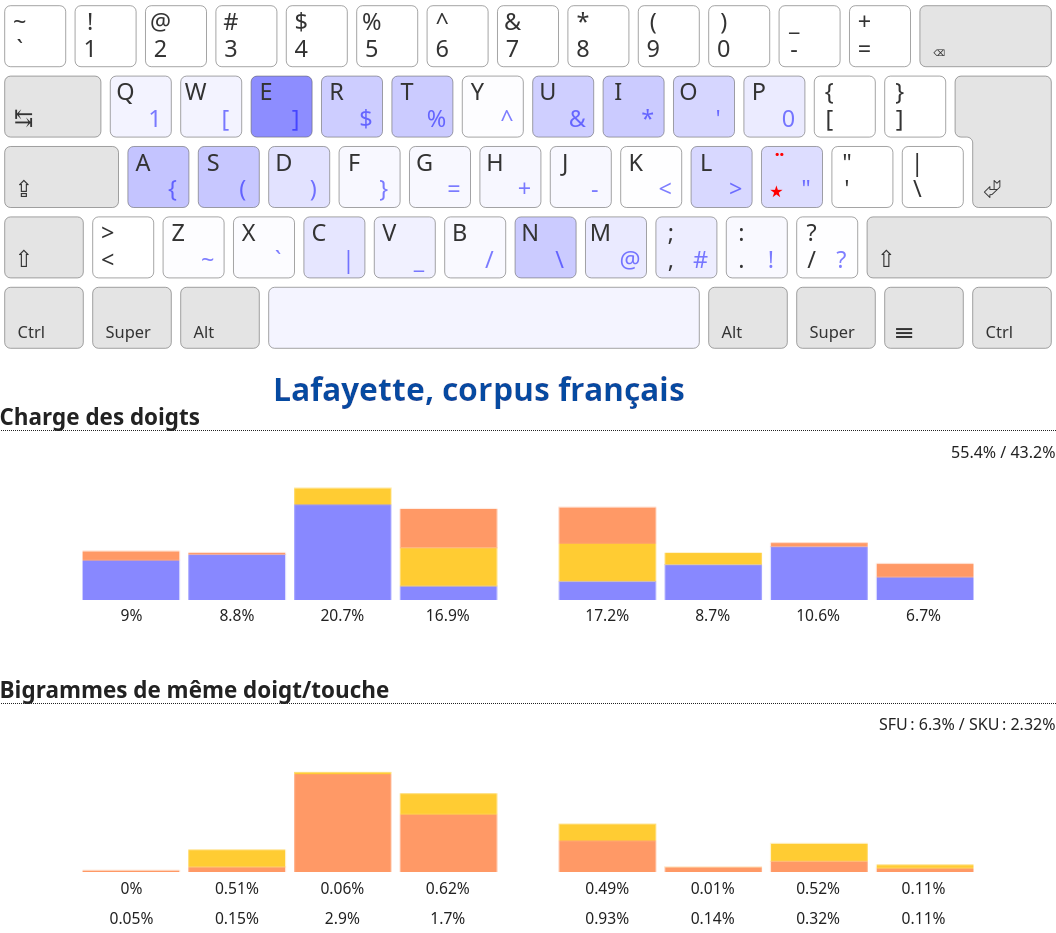 ~ ! @ # $ % ^ & * ( ) _ +
` 1 2 3 4 5 6 7 8 9 0 - = ⌫
↹ Q 1 W [ E ] R $ T % Y ^ U & I * O ' P 0 { [ } ]
⇪ A { S ( D ) F } G = H + J - K < L > ¨ ★ " " ' | \
⇧ > < Z ~ X ` C | V _ B / N \ M @ ; , # : . ! ? / ? ⇧
Ctrl Super Alt Alt Super ☰ Ctrl
Lafayette, corpus français
Charge des doigts
55.4% / 43.2%
9% 8.8% 20.7% 16.9% 17.2% 8.7% 10.6% 6.7%
Bigrammes de même doigt/touche
SFU : 6.3% / SKU : 2.32%
0% 0.51% 0.06% 0.62% 0.49% 0.01% 0.52% 0.11%
0.05% 0.15% 2.9% 1.7% 0.93% 0.14% 0.32% 0.11%